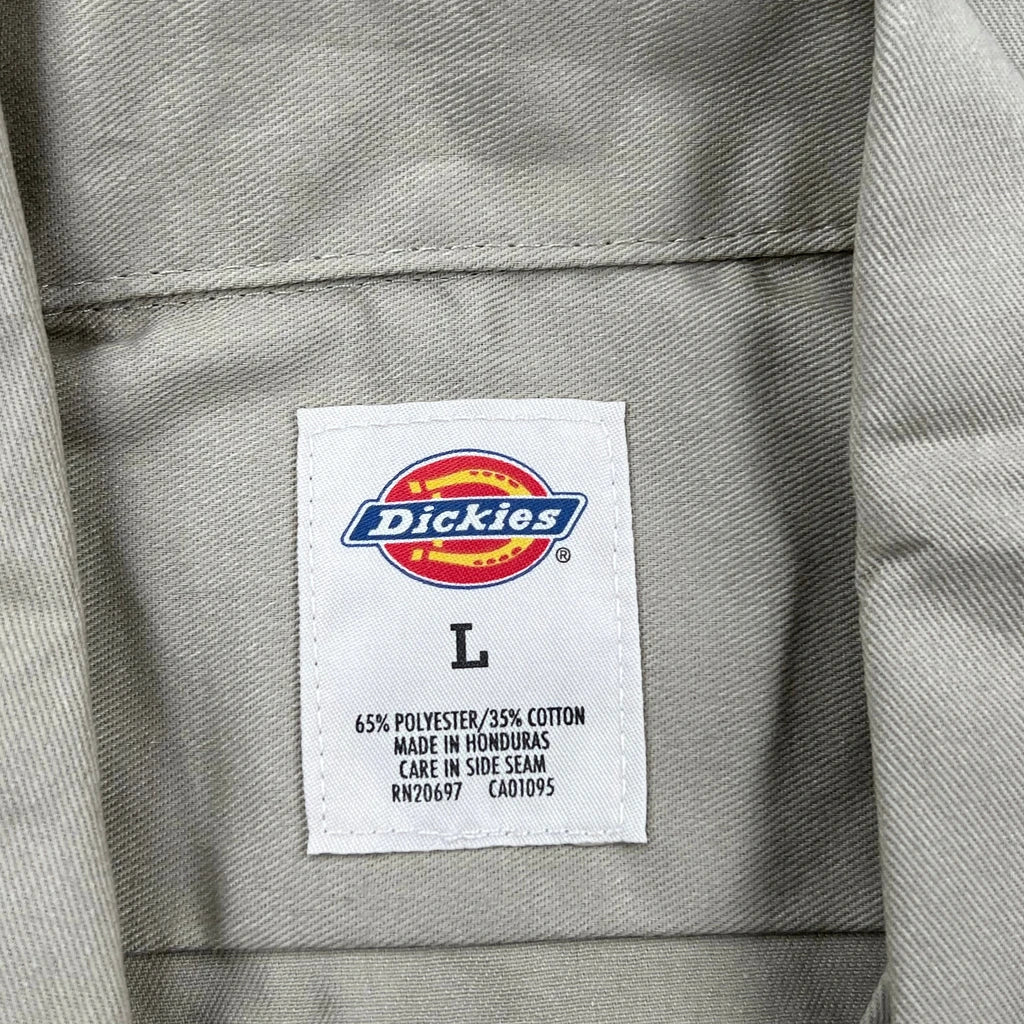 Dickies
®
L
65% POLYESTER/35% COTTON
MADE IN HONDURAS
CARE IN SIDE SEAM
RN20697 CA01095